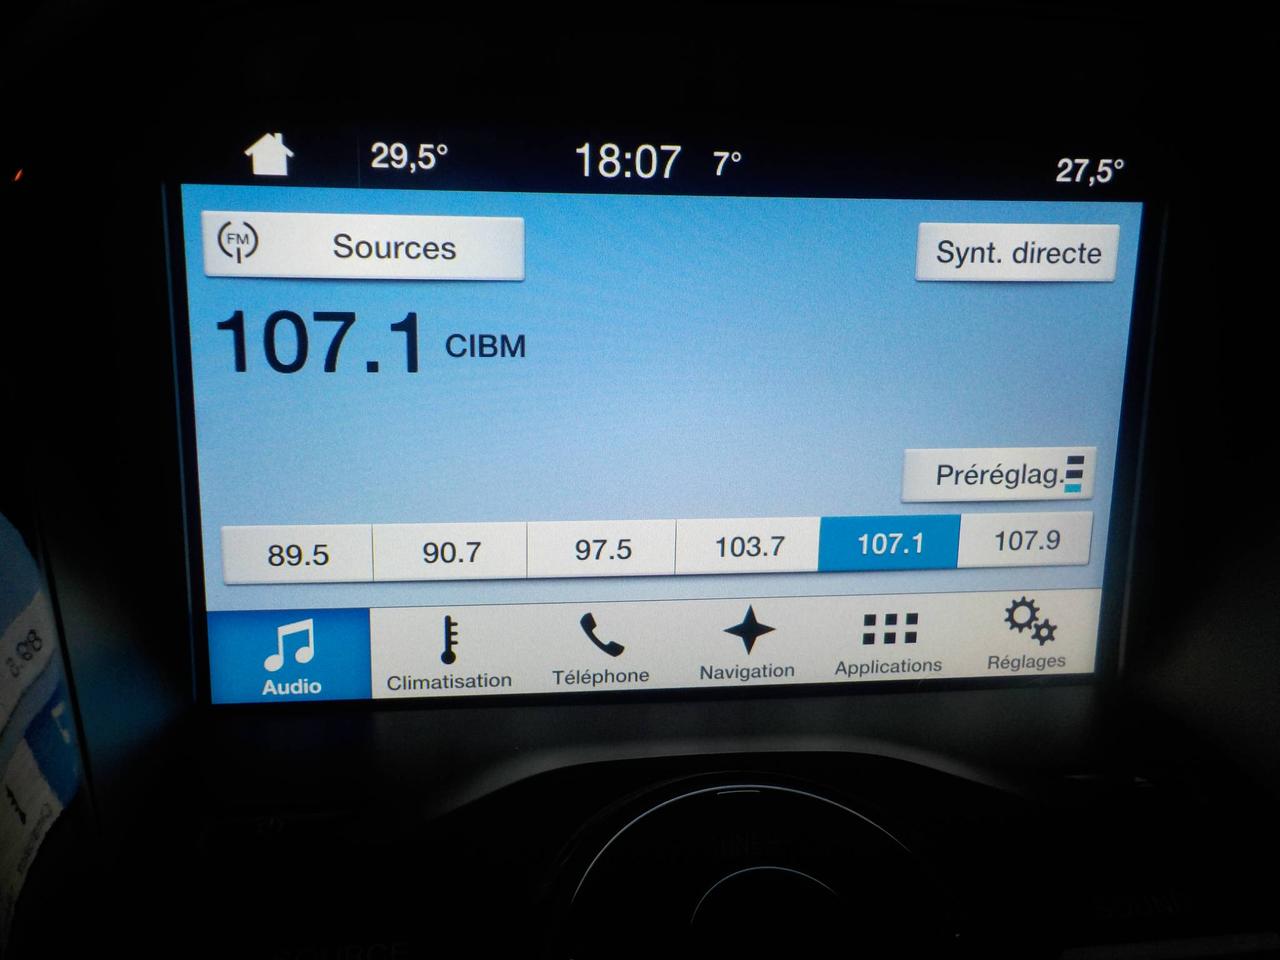 29,5° 18:07 7° 27,5°
FM Sources Synt. directe
107.1 CIBM
Préréglag.
89.5 90.7 97.5 103.7 107.1 107.9
Audio Climatisation Téléphone Navigation Applications Réglages